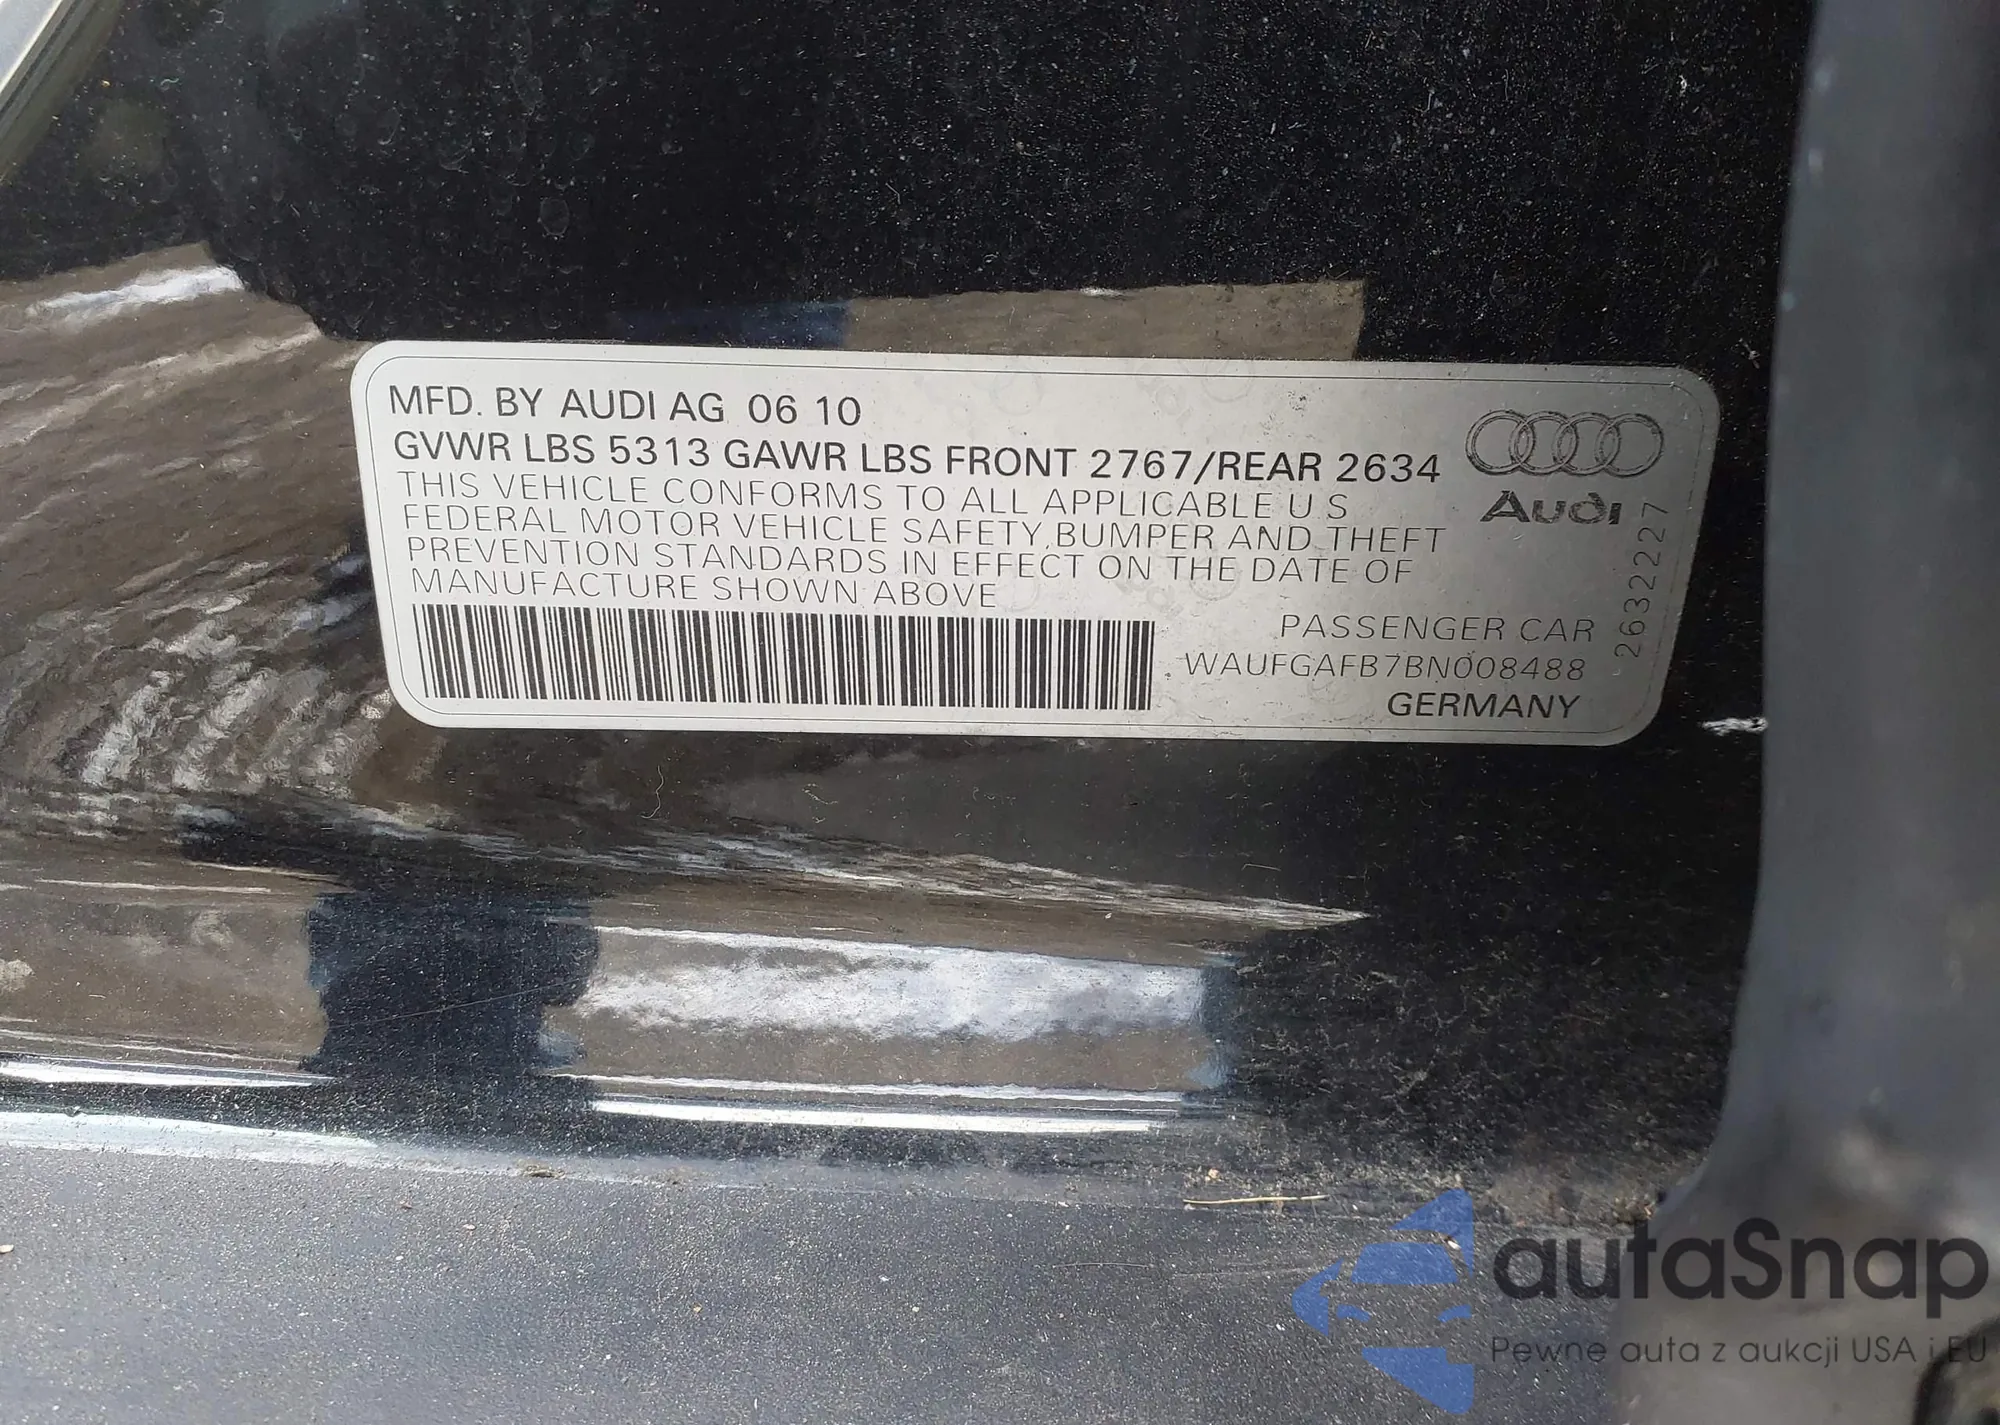 MFD. BY AUDI AG 06 10
GVWR LBS 5313 GAWR LBS FRONT 2767/REAR 2634
THIS VEHICLE CONFORMS TO ALL APPLICABLE U S
FEDERAL MOTOR VEHICLE SAFETY, BUMPER AND THEFT
PREVENTION STANDARDS IN EFFECT ON THE DATE OF
MANUFACTURE SHOWN ABOVE
Audi
2632227
PASSENGER CAR
WAUFGAFB7BN008488
GERMANY
autaSnap
Pewne auta z aukcji USA i EU